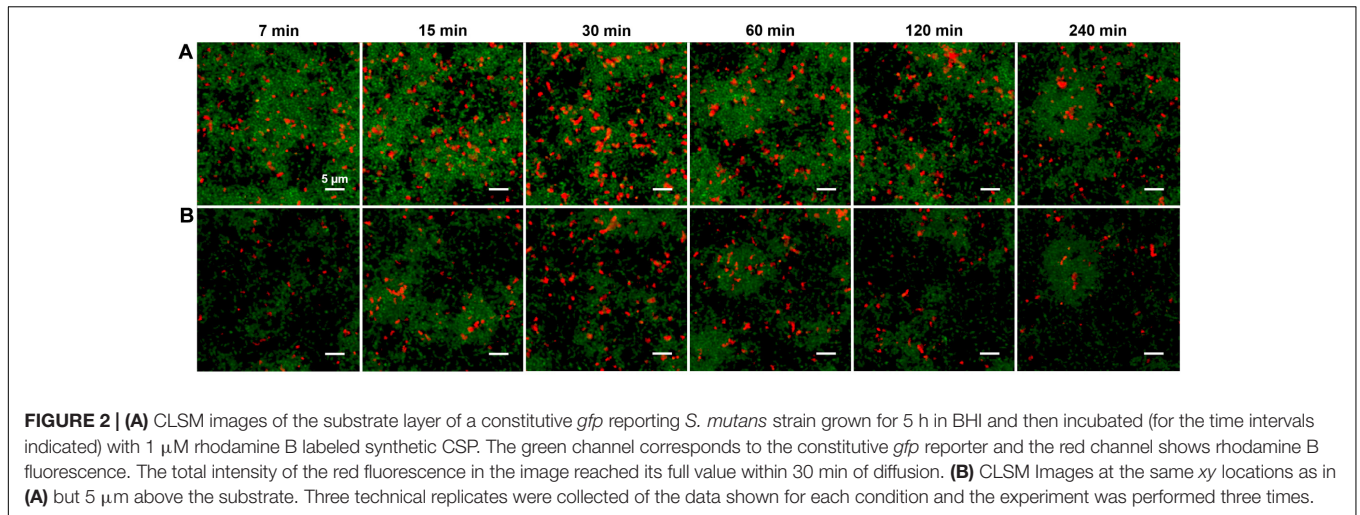 7 min 15 min 30 min 60 min 120 min 240 min
A
5 µm
B
FIGURE 2 | (A) CLSM images of the substrate layer of a constitutive gfp reporting S. mutans strain grown for 5 h in BHI and then incubated (for the time intervals
indicated) with 1 µM rhodamine B labeled synthetic CSP. The green channel corresponds to the constitutive gfp reporter and the red channel shows rhodamine B
fluorescence. The total intensity of the red fluorescence in the image reached its full value within 30 min of diffusion. (B) CLSM Images at the same xy locations as in
(A) but 5 µm above the substrate. Three technical replicates were collected of the data shown for each condition and the experiment was performed three times.